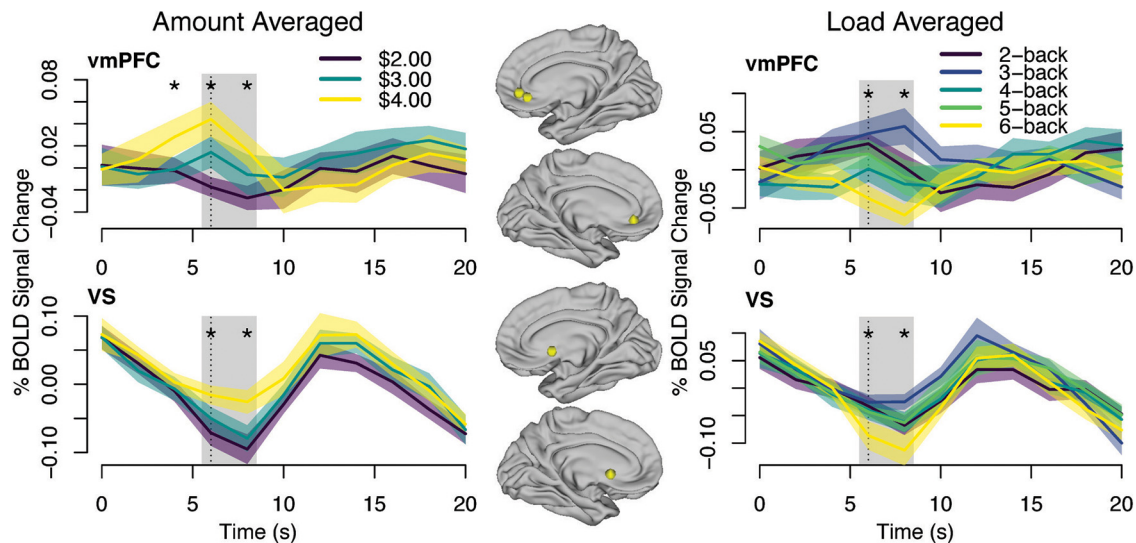 Amount Averaged
Load Averaged
vmPFC
$2.00
$3.00
$4.00
* * *
0.08
0.02
−0.04
0 5 10 15 20
VS
* *
0.10
0.00
−0.10
0 5 10 15 20
Time (s)
% BOLD Signal Change
vmPFC
2−back
3−back
4−back
5−back
6−back
* *
0.05
−0.05
0 5 10 15 20
VS
* *
0.05
−0.10
0 5 10 15 20
Time (s)
% BOLD Signal Change